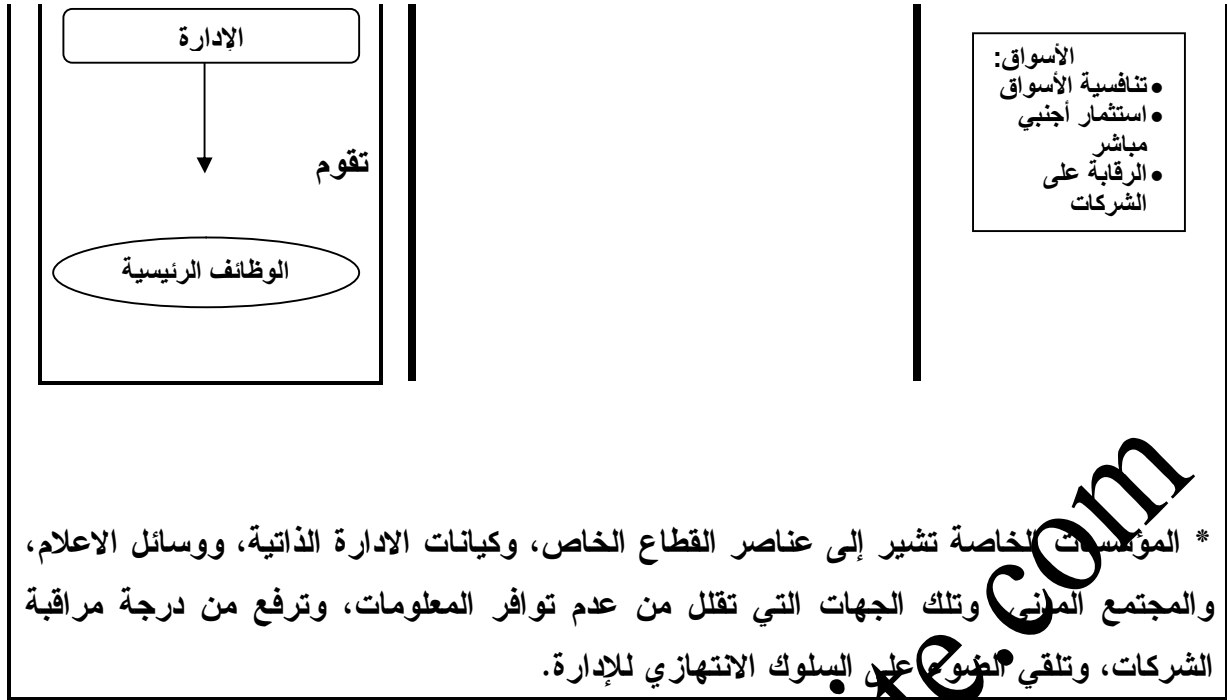 الأسواق:
• تنافسية الأسواق
• استثمار أجنبي
مباشر
• الرقابة على
الشركات
الإدارة
تقوم
الوظائف الرئيسية
* المؤسسات الخاصة تشير إلى عناصر القطاع الخاص، وكيانات الادارة الذاتية، ووسائل الاعلام،
والمجتمع المدني وتلك الجهات التي تقلل من عدم توافر المعلومات، وترفع من درجة مراقبة
الشركات، وتلقي الضوء على السلوك الانتهازي للإدارة.
te.com